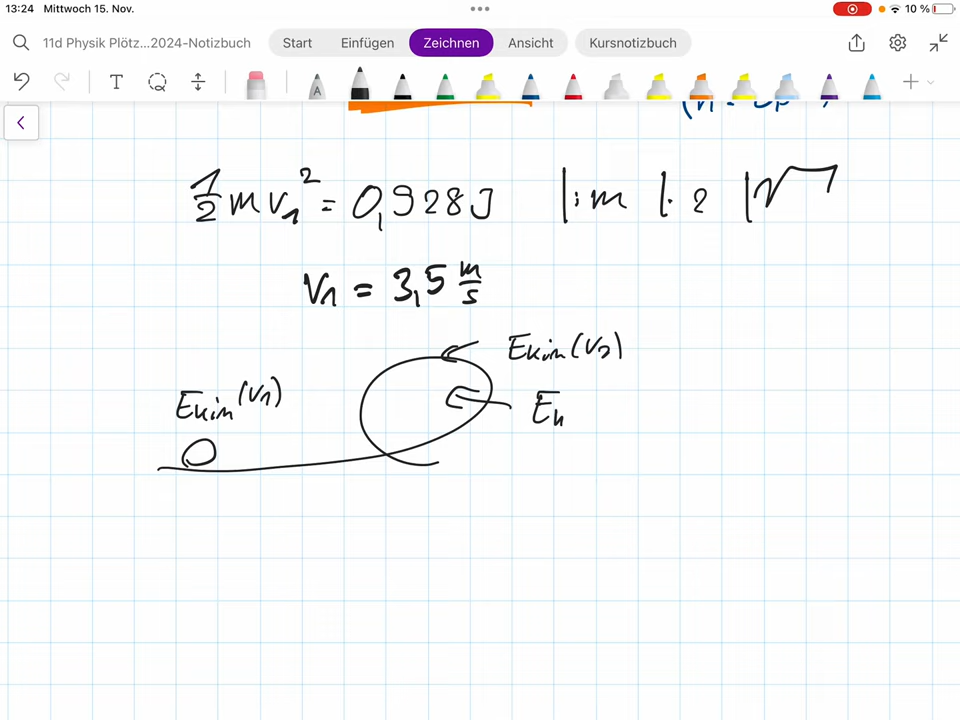 13:24 Mittwoch 15. Nov. 10 %
11d Physik Plötz...2024-Notizbuch Start Einfügen Zeichnen Ansicht Kursnotizbuch
½ m v₁² = 0,928J |:m |·2 |√
v₁ = 3,5 m/s
Ekin(v₂)
Ekin(v₁)
EH